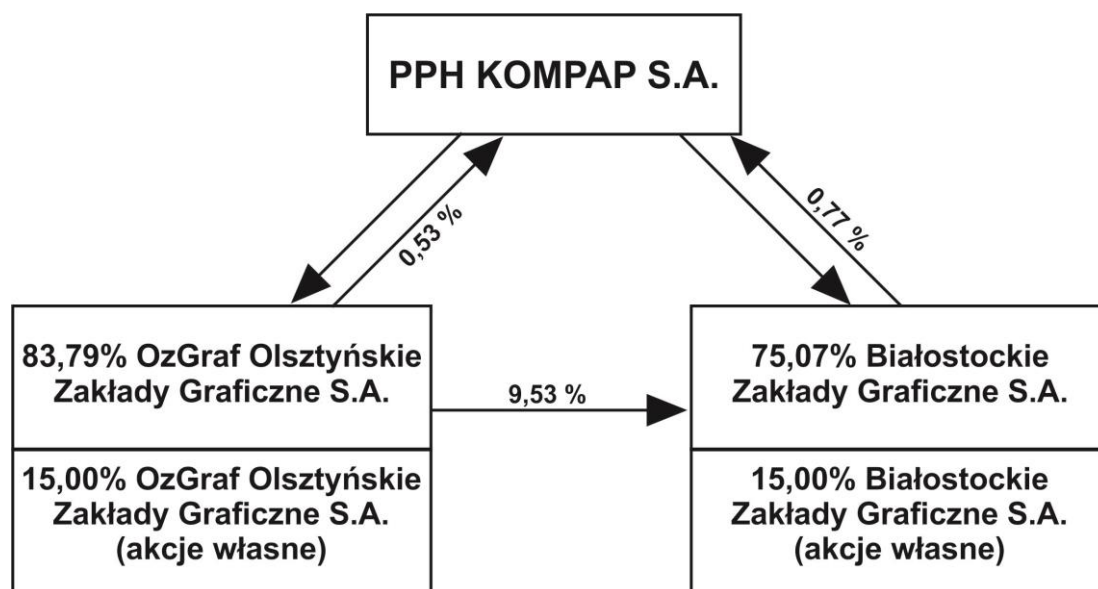 PPH KOMPAP S.A.
0,53 %
0,77 %
83,79% OzGraf Olsztyńskie
Zakłady Graficzne S.A.
9,53 %
75,07% Białostockie
Zakłady Graficzne S.A.
15,00% OzGraf Olsztyńskie
Zakłady Graficzne S.A.
(akcje własne)
15,00% Białostockie
Zakłady Graficzne S.A.
(akcje własne)